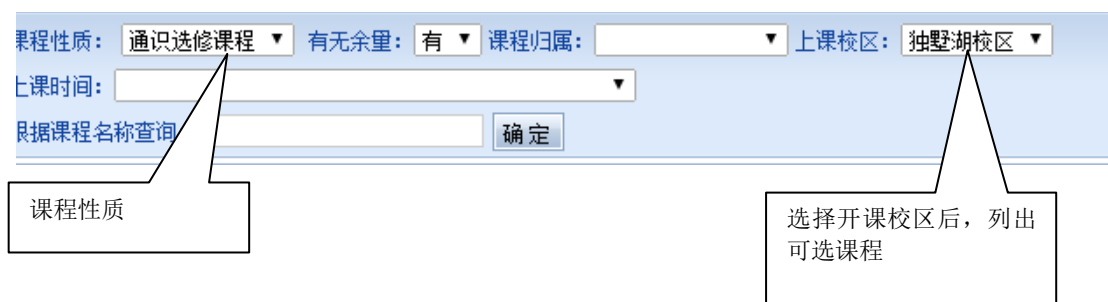 课程性质： 通识选修课程 有无余量： 有 课程归属： 上课校区： 独墅湖校区
上课时间：
根据课程名称查询 确定
课程性质
选择开课校区后，列出
可选课程